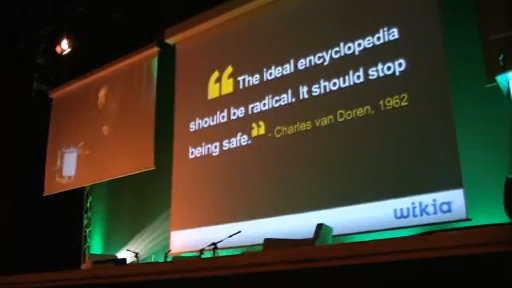 “ The ideal encyclopedia
should be radical. It should stop
being safe.” - Charles van Doren, 1962
wikia